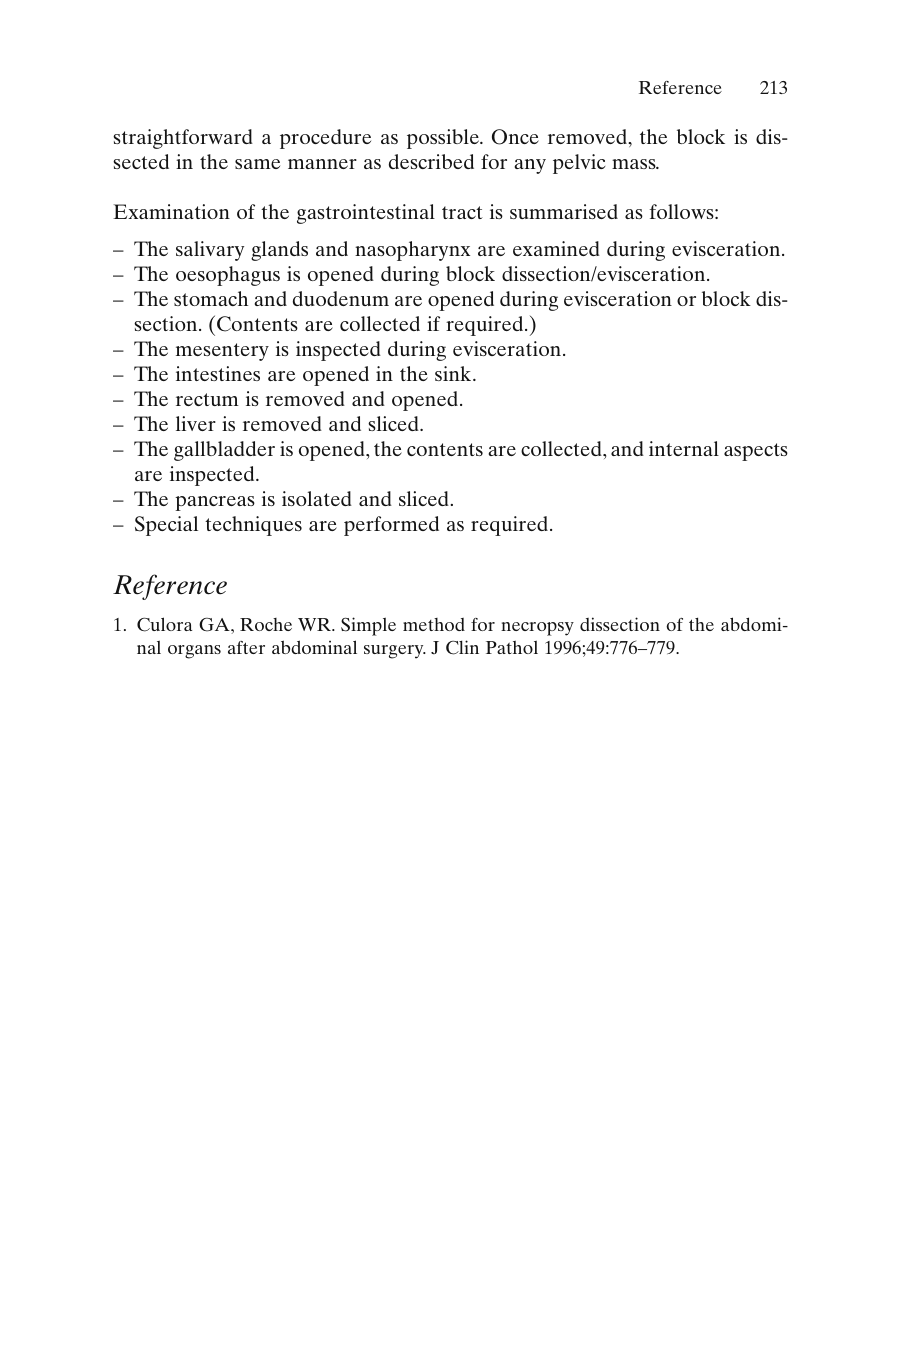 Reference 213
straightforward a procedure as possible. Once removed, the block is dis-
sected in the same manner as described for any pelvic mass.
Examination of the gastrointestinal tract is summarised as follows:
– The salivary glands and nasopharynx are examined during evisceration.
– The oesophagus is opened during block dissection/evisceration.
– The stomach and duodenum are opened during evisceration or block dis-
section. (Contents are collected if required.)
– The mesentery is inspected during evisceration.
– The intestines are opened in the sink.
– The rectum is removed and opened.
– The liver is removed and sliced.
– The gallbladder is opened, the contents are collected, and internal aspects
are inspected.
– The pancreas is isolated and sliced.
– Special techniques are performed as required.
Reference
1. Culora GA, Roche WR. Simple method for necropsy dissection of the abdomi-
nal organs after abdominal surgery. J Clin Pathol 1996;49:776–779.